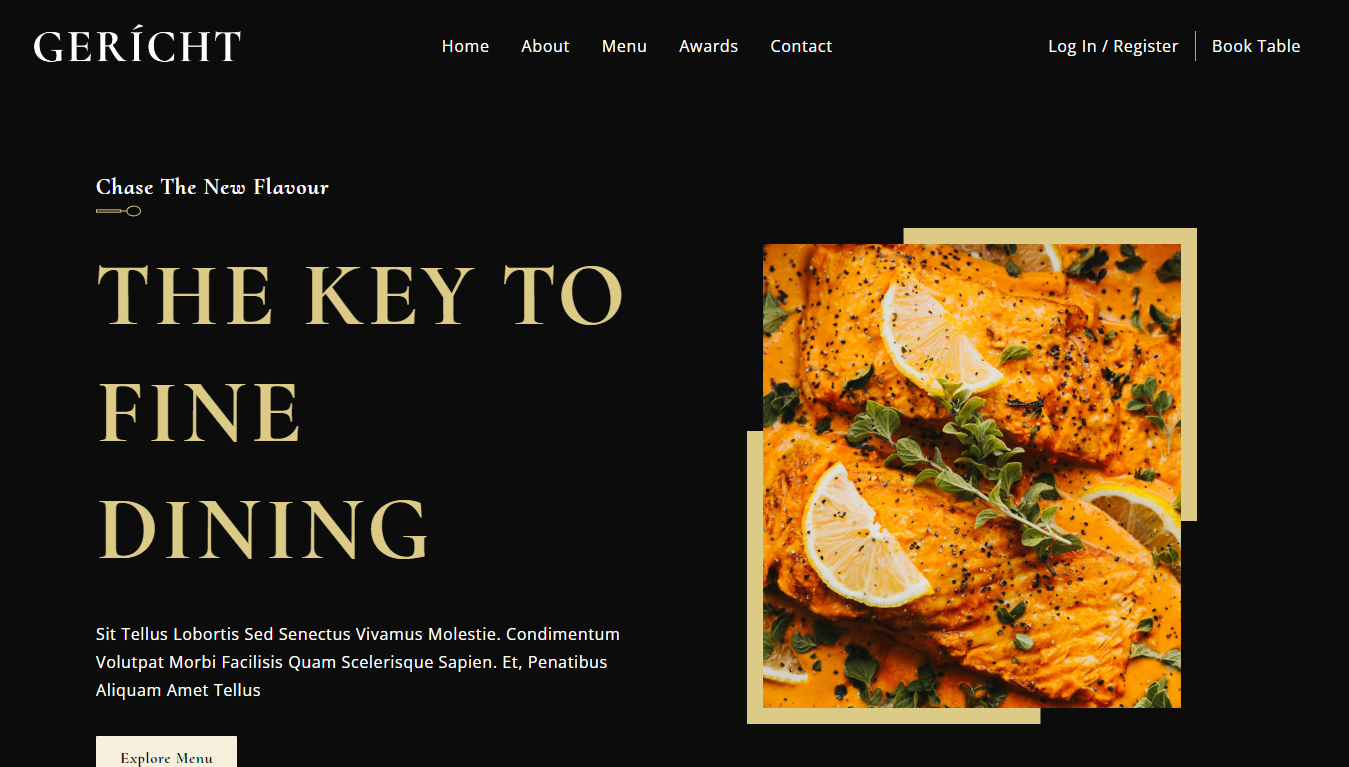 GERÍCHT
Home About Menu Awards Contact
Log In / Register Book Table
Chase The New Flavour
THE KEY TO
FINE
DINING
Sit Tellus Lobortis Sed Senectus Vivamus Molestie. Condimentum
Volutpat Morbi Facilisis Quam Scelerisque Sapien. Et, Penatibus
Aliquam Amet Tellus
Explore Menu